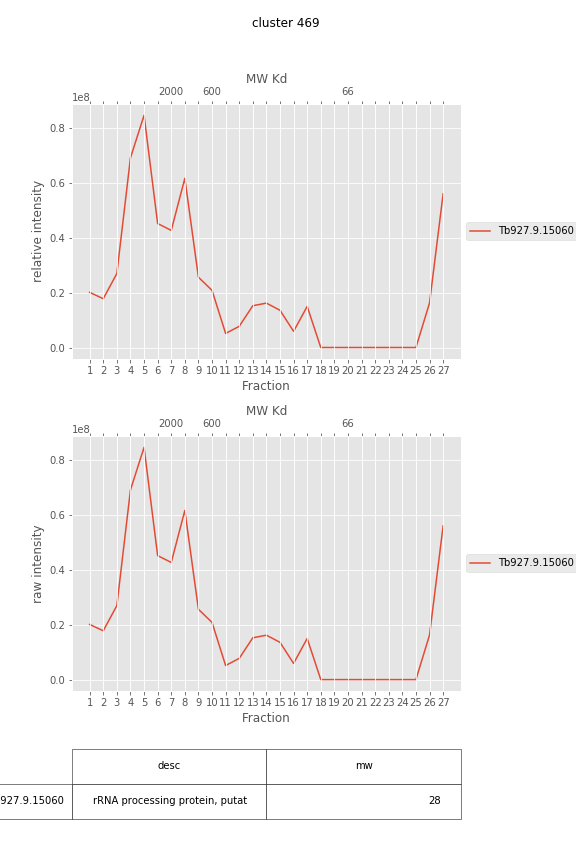 cluster 469
MW Kd
2000 600 66
1e8
0.8
0.6
0.4
0.2
0.0
relative intensity
Tb927.9.15060
1 2 3 4 5 6 7 8 9 10 11 12 13 14 15 16 17 18 19 20 21 22 23 24 25 26 27
Fraction
MW Kd
2000 600 66
1e8
0.8
0.6
0.4
0.2
0.0
raw intensity
Tb927.9.15060
1 2 3 4 5 6 7 8 9 10 11 12 13 14 15 16 17 18 19 20 21 22 23 24 25 26 27
Fraction
desc mw
927.9.15060 rRNA processing protein, putat 28